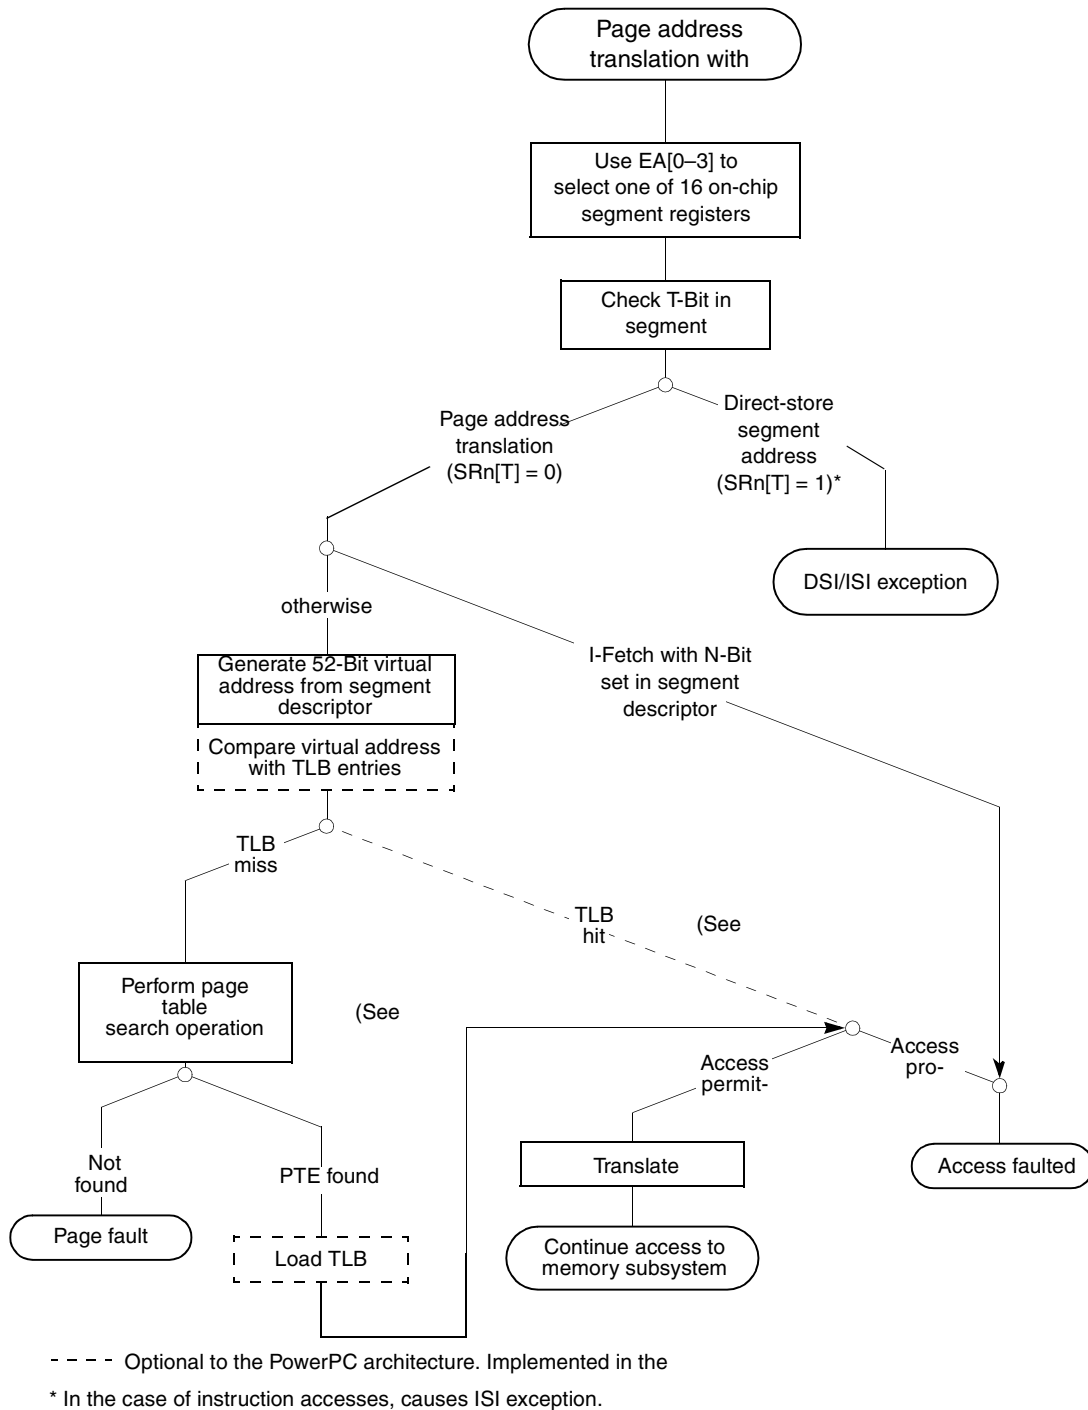 Page address
translation with
Use EA[0–3] to
select one of 16 on-chip
segment registers
Check T-Bit in
segment
Page address
translation
(SRn[T] = 0)
Direct-store
segment
address
(SRn[T] = 1)*
DSI/ISI exception
otherwise
I-Fetch with N-Bit
set in segment
descriptor
Generate 52-Bit virtual
address from segment
descriptor
Compare virtual address
with TLB entries
TLB
miss
TLB
hit
(See
Perform page
table
search operation
(See
Access
permit-
Access
pro-
Not
found
PTE found
Translate
Access faulted
Page fault
Load TLB
Continue access to
memory subsystem
Optional to the PowerPC architecture. Implemented in the
* In the case of instruction accesses, causes ISI exception.